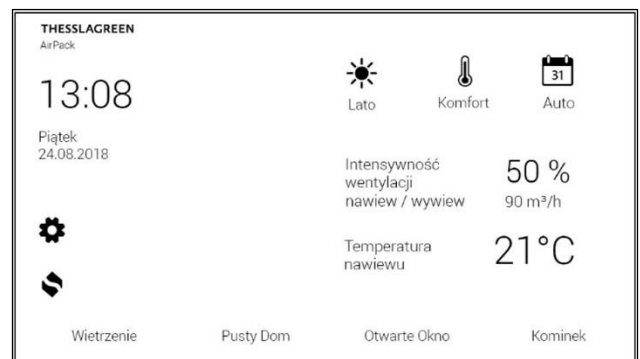 THESSLAGREEN
AirPack
13:08
Piątek
24.08.2018
31
Lato
Komfort
Auto
Intensywność
wentylacji
nawiew / wywiew
50 %
90 m³/h
Temperatura
nawiewu
21°C
Wietrzenie
Pusty Dom
Otwarte Okno
Kominek